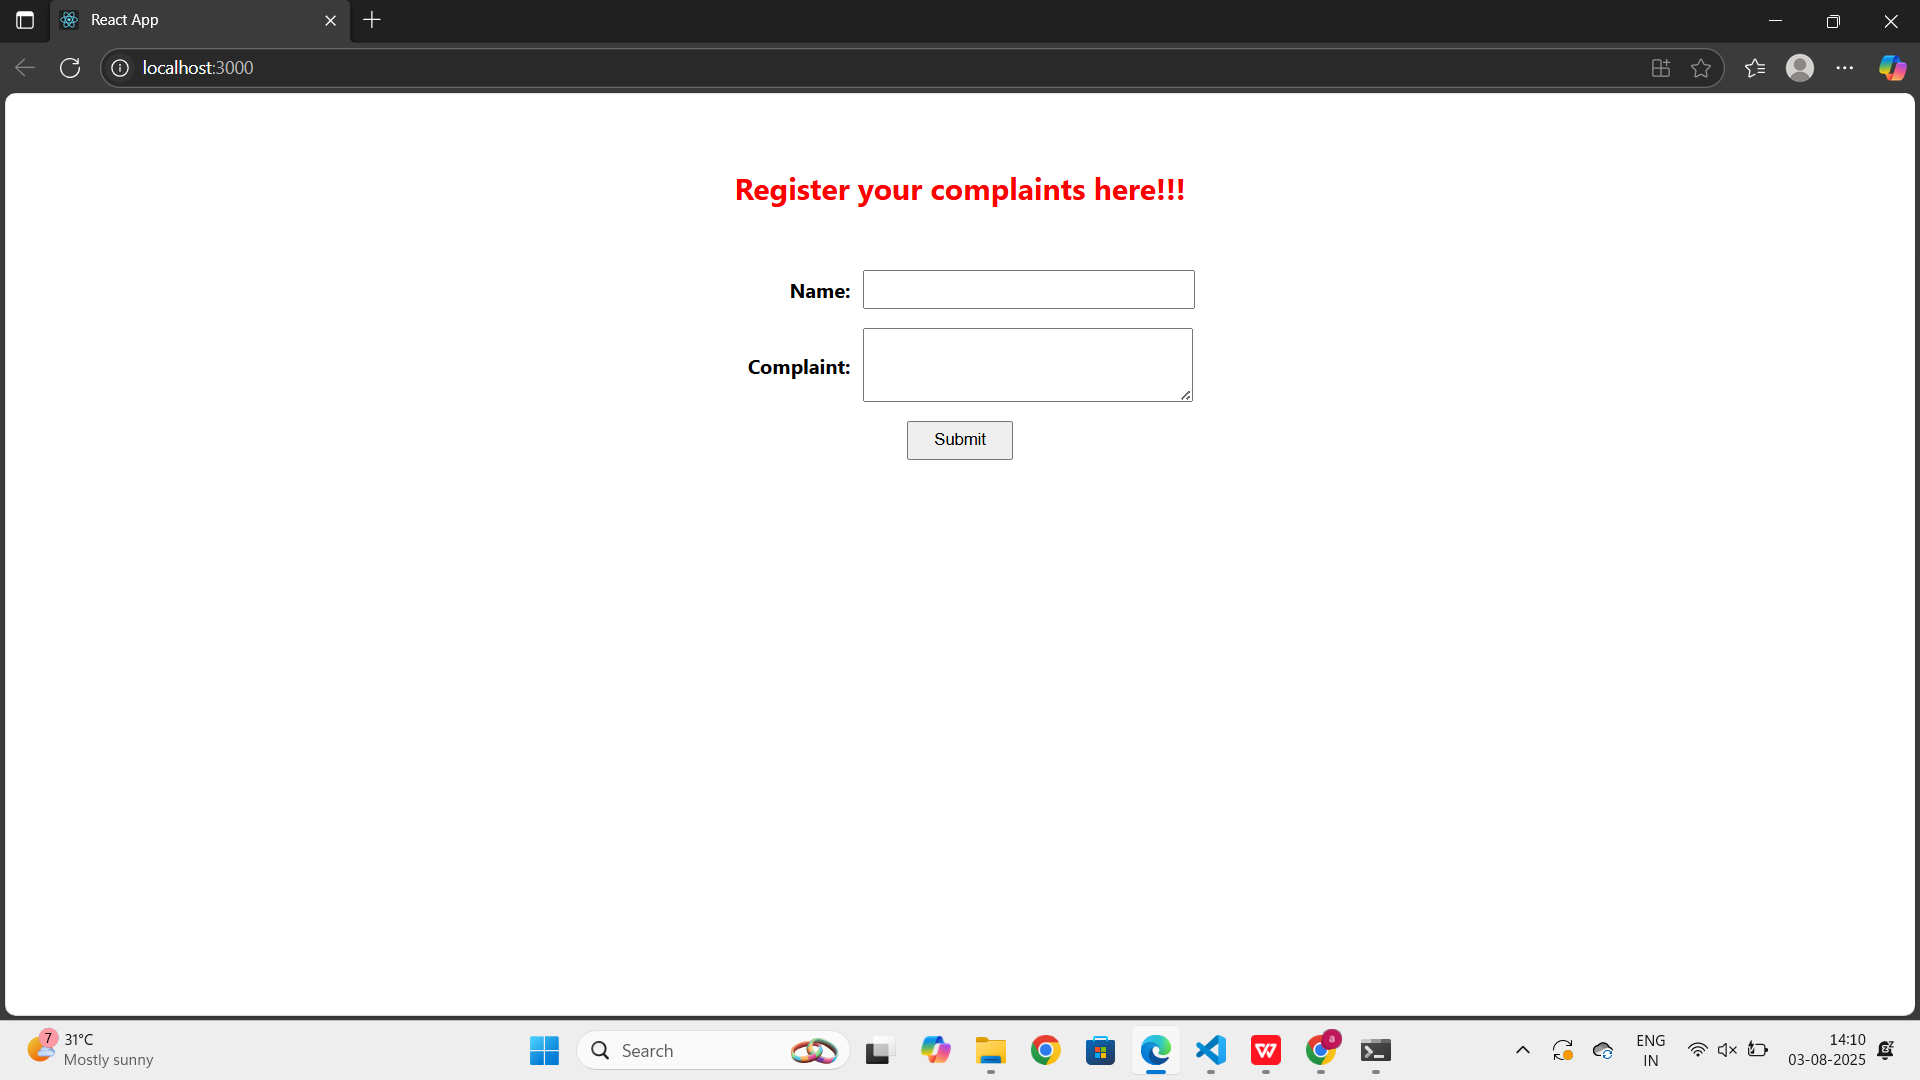 React App
localhost:3000
Register your complaints here!!!
Name:
Complaint:
Submit
7
31°C
Mostly sunny
Search
W
a
ENG
IN
14:10
03-08-2025